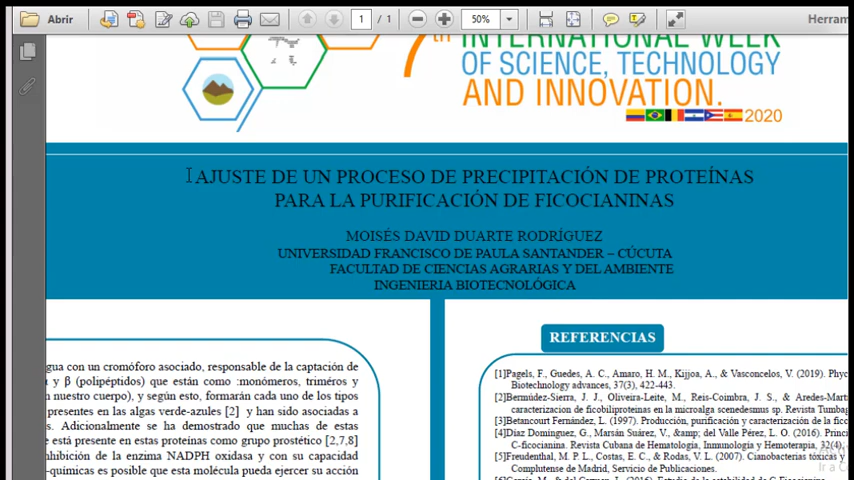 Abrir
1 / 1
50%
Herram
7th INTERNATIONAL WEEK
OF SCIENCE, TECHNOLOGY
AND INNOVATION.
2020
AJUSTE DE UN PROCESO DE PRECIPITACIÓN DE PROTEÍNAS
PARA LA PURIFICACIÓN DE FICOCIANINAS
MOISÉS DAVID DUARTE RODRÍGUEZ
UNIVERSIDAD FRANCISCO DE PAULA SANTANDER – CÚCUTA
FACULTAD DE CIENCIAS AGRARIAS Y DEL AMBIENTE
INGENIERIA BIOTECNOLÓGICA
gua con un cromóforo asociado, responsable de la captación de
y β (polipéptidos) que están como :monómeros, triméros y
n nuestro cuerpo), y según esto, formarán cada uno de los tipos
presentes en las algas verde-azules [2] y han sido asociadas a
s. Adicionalmente se ha demostrado que muchas de estas
e está presente en estas proteínas como grupo prostético [2,7,8]
nhibición de la enzima NADPH oxidasa y con su capacidad
-químicas es posible que esta molécula pueda ejercer su acción
REFERENCIAS
[1]Pagels, F., Guedes, A. C., Amaro, H. M., Kijjoa, A., & Vasconcelos, V. (2019). Phyc
Biotechnology advances, 37(3), 422-443.
[2]Bermúdez-Sierra, J. J., Oliveira-Leite, M., Reis-Coimbra, J. S., & Aredes-Mart
caracterizacion de ficobiliproteinas en la microalga scenedesmus sp. Revista Tumbag
[3]Betancourt Fernández, L. (1997). Producción, purificación y caracterización de la fico
[4]Díaz Domínguez, G., Marsán Suárez, V., &amp; del Valle Pérez, L. O. (2016). Princi
C-ficocianina. Revista Cubana de Hematología, Inmunología y Hemoterapia, 32(4)
[5]Freudenthal, M. P. L., Costas, E., & Rodas, V. L. (2007). Cianobacterias tóxicas y
Complutense de Madrid, Servicio de Publicaciones.